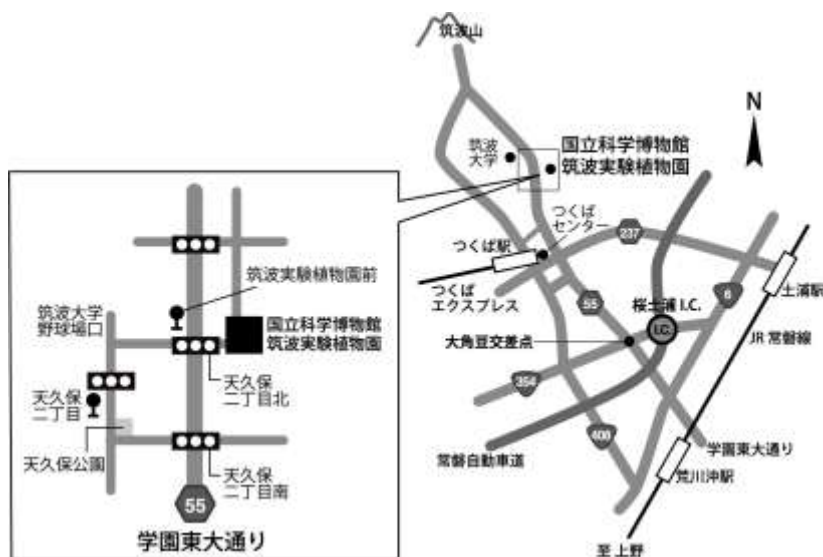 筑波山
N
筑波
大学
国立科学博物館
筑波実験植物園
つくば
センター
つくば駅
237
つくば
エクスプレス
55
桜土浦 I.C.
6
土浦駅
I.C.
大角豆交差点
JR 常磐線
354
408
常磐自動車道
学園東大通り
荒川沖駅
至 上野
筑波実験植物園前
筑波大学
野球場口
国立科学博物館
筑波実験植物園
天久保
二丁目
天久保
二丁目北
天久保公園
天久保
二丁目南
55
学園東大通り